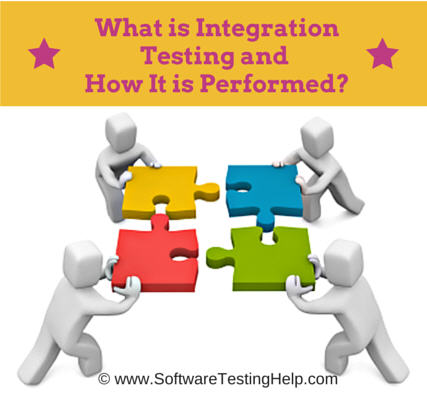 What is Integration
Testing and
How It is Performed?
© www.SoftwareTestingHelp.com